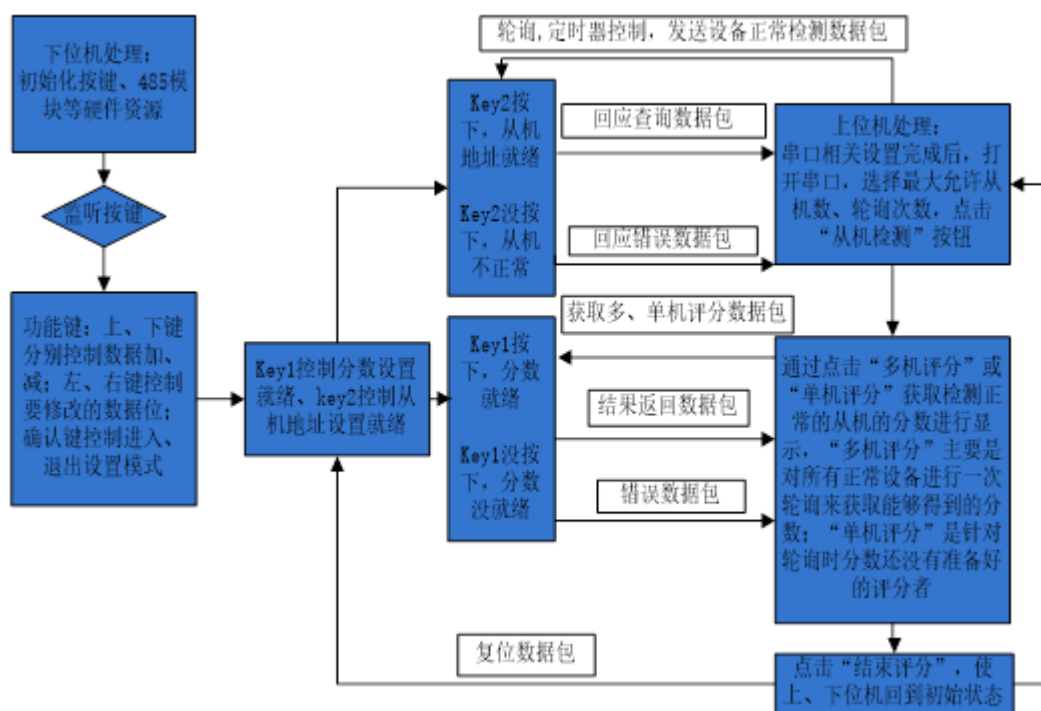 下位机处理：
初始化按键、485模
块等硬件资源
监听按键
功能键：上、下键
分别控制数据加、
减；左、右键控制
要修改的数据位；
确认键控制进入、
退出设置模式
Key1控制分数设置
就绪、key2控制从
机地址设置就绪
轮询,定时器控制，发送设备正常检测数据包
Key2按
下，从机
地址就绪
Key2没按
下，从机
不正常
回应查询数据包
回应错误数据包
上位机处理：
串口相关设置完成后，打
开串口，选择最大允许从
机数、轮询次数，点击
“从机检测”按钮
获取多、单机评分数据包
Key1按
下，分数
就绪
Key1没按
下，分数
没就绪
结果返回数据包
错误数据包
通过点击“多机评分”或
“单机评分”获取检测正
常的从机的分数进行显
示，“多机评分”主要是
对所有正常设备进行一次
轮询来获取能够得到的分
数；“单机评分”是针对
轮询时分数还没有准备好
的评分者
复位数据包
点击“结束评分”，使
上、下位机回到初始状态